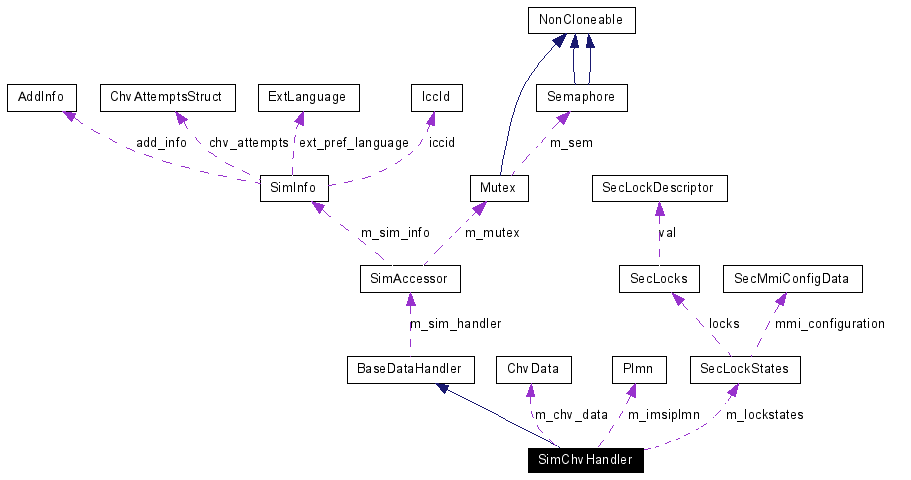 NonCloneable
AddInfo
ChvAttemptsStruct
ExtLanguage
IccId
Semaphore
add_info
chv_attempts
ext_pref_language
iccid
m_sem
SimInfo
Mutex
SecLockDescriptor
m_sim_info
m_mutex
val
SimAccessor
SecLocks
SecMmiConfigData
m_sim_handler
locks
mmi_configuration
BaseDataHandler
ChvData
Plmn
SecLockStates
m_chv_data
m_imsiplmn
m_lockstates
SimChvHandler